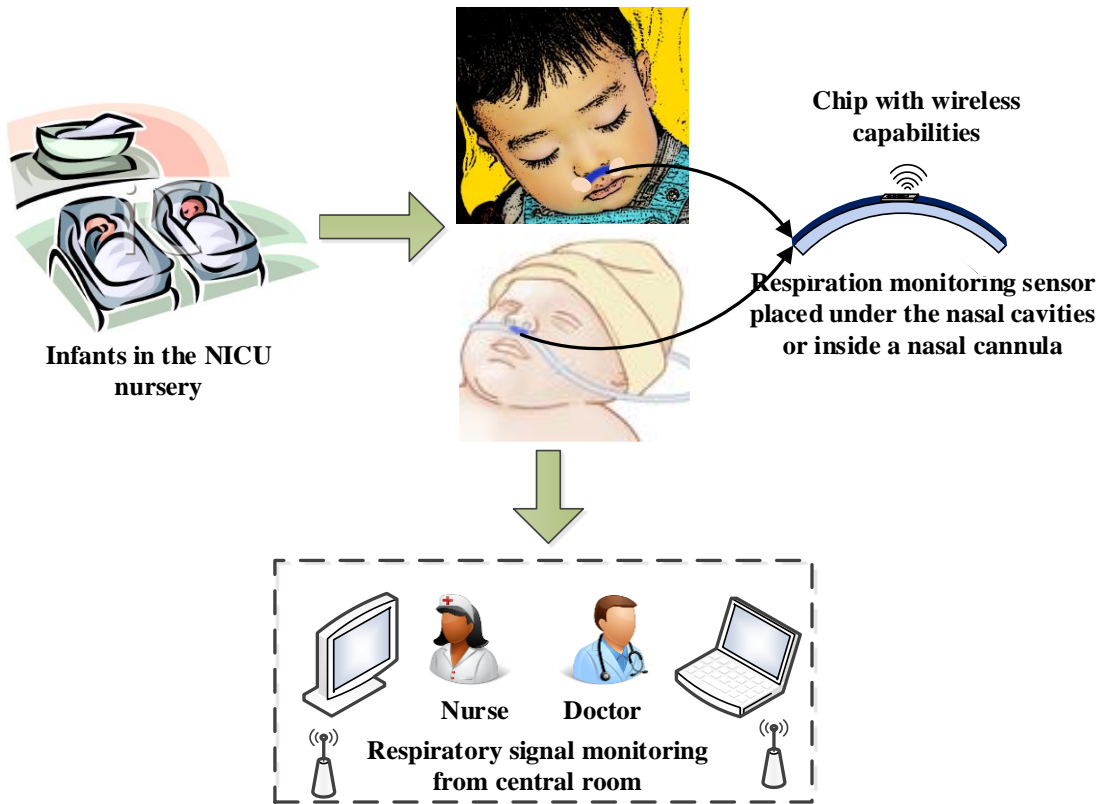 Chip with wireless
capabilities
Respiration monitoring sensor
placed under the nasal cavities
or inside a nasal cannula
Infants in the NICU
nursery
Nurse
Doctor
Respiratory signal monitoring
from central room